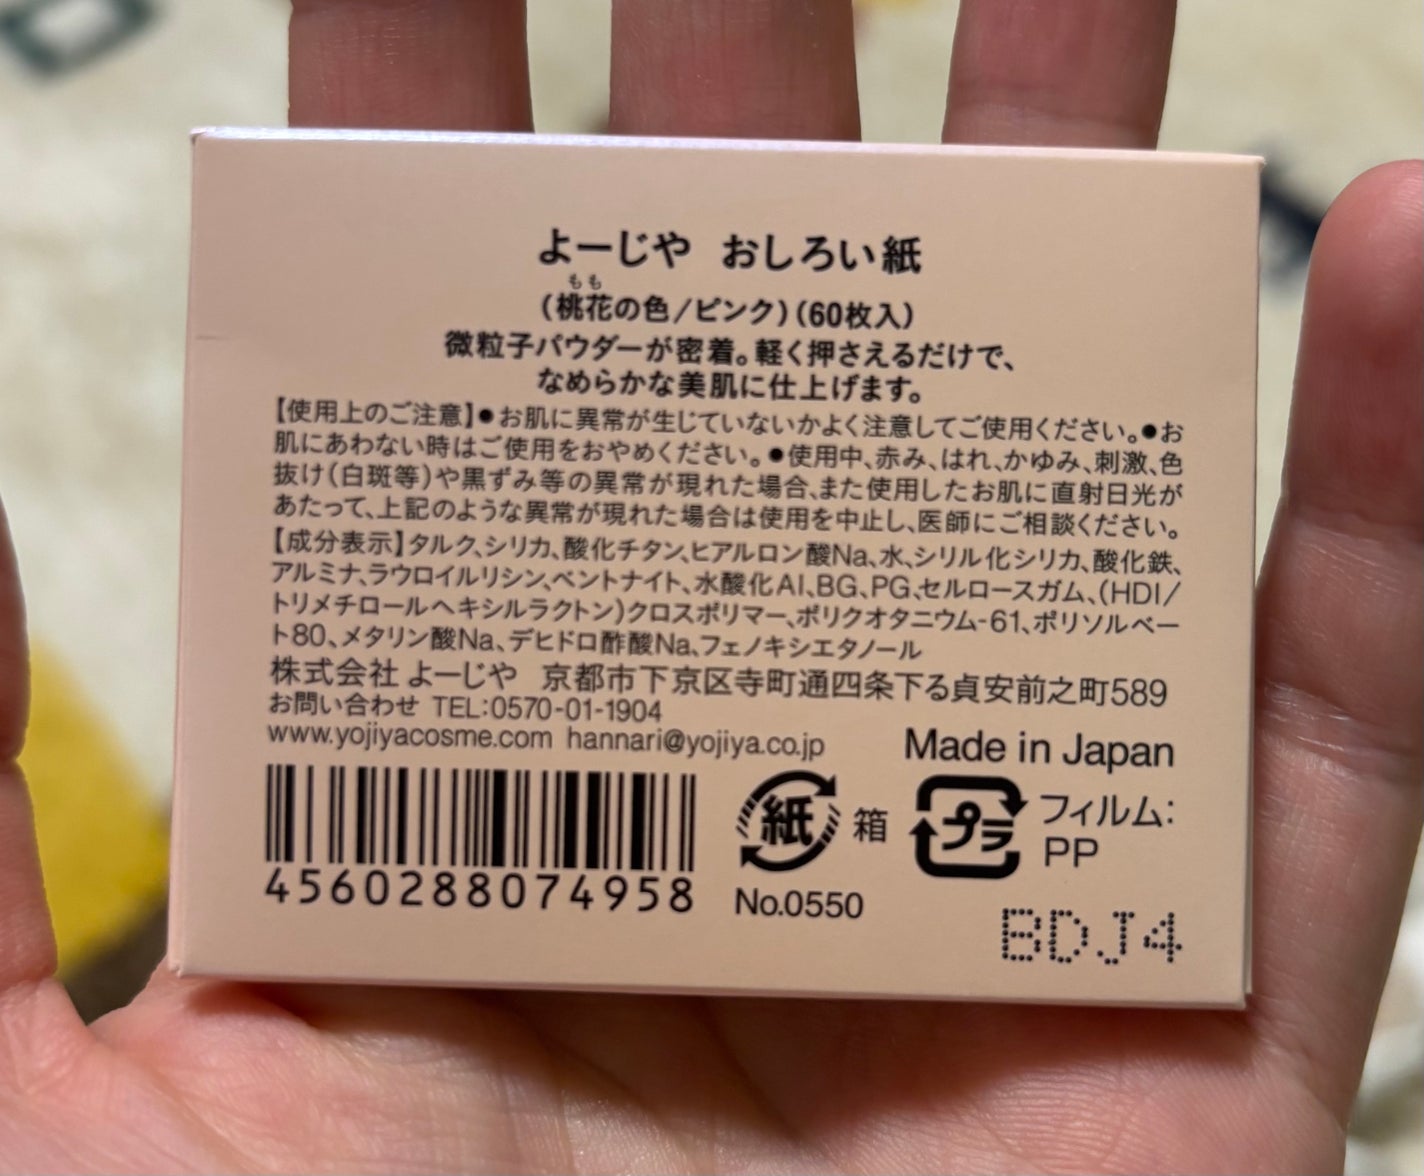 よーじや おしろい紙
もも
(桃花の色/ピンク)(60枚入)
微粒子パウダーが密着。軽く押さえるだけで、
なめらかな美肌に仕上げます。
【使用上のご注意】●お肌に異常が生じていないかよく注意してご使用ください。●お
肌にあわない時はご使用をおやめください。●使用中、赤み、はれ、かゆみ、刺激、色
抜け(白斑等)や黒ずみ等の異常が現れた場合、また使用したお肌に直射日光が
あたって、上記のような異常が現れた場合は使用を中止し、医師にご相談ください。
【成分表示】タルク、シリカ、酸化チタン、ヒアルロン酸Na、水、シリル化シリカ、酸化鉄、
アルミナ、ラウロイルリシン、ベントナイト、水酸化Al、BG、PG、セルロースガム、(HDI/
トリメチロールヘキシルラクトン)クロスポリマー、ポリクオタニウム-61、ポリソルベー
ト80、メタリン酸Na、デヒドロ酢酸Na、フェノキシエタノール
株式会社 よーじや 京都市下京区寺町通四条下る貞安前之町589
お問い合わせ TEL:0570-01-1904
www.yojiyacosme.com hannari@yojiya.co.jp
Made in Japan
紙 箱
プラ フィルム:
PP
4560288074958
No.0550
BDJ4